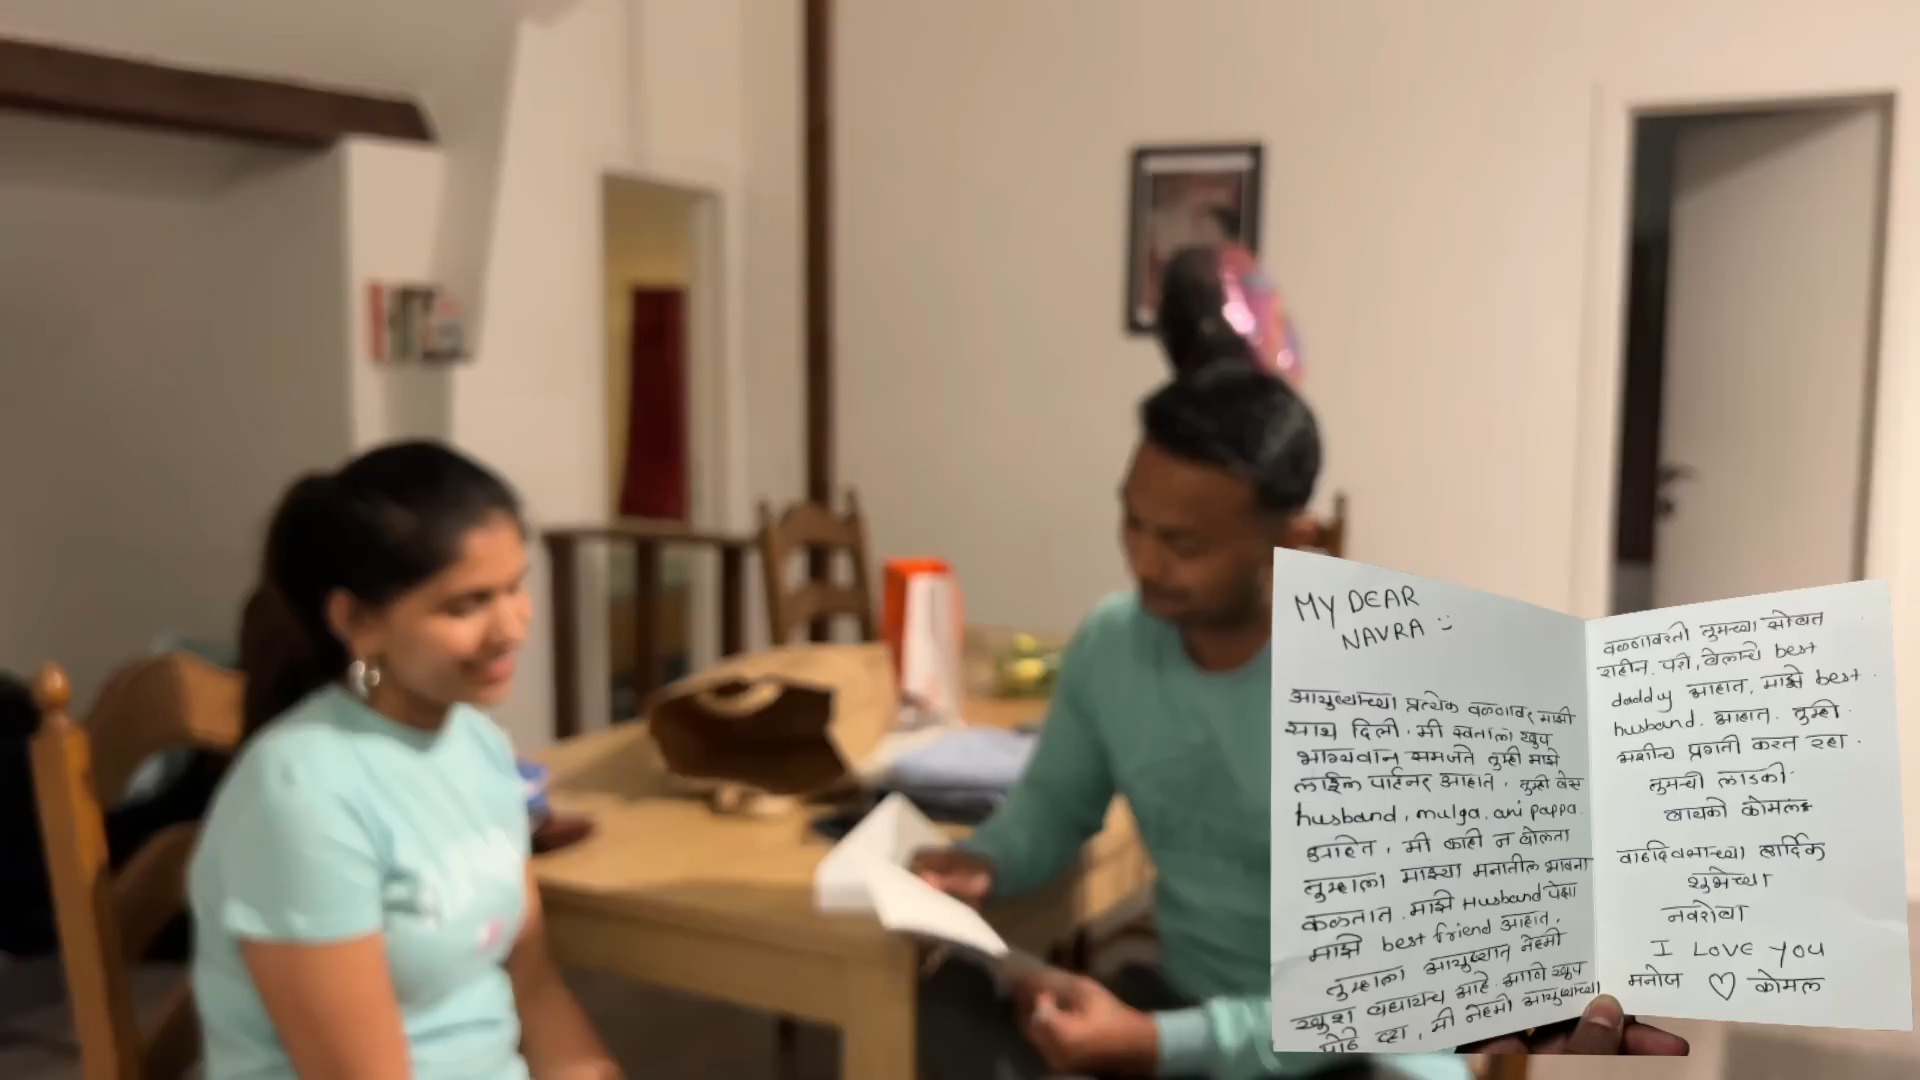 MY DEAR
NAVRA
आयुष्याच्या प्रत्येक वळणावर माझी
साथ दिली. मी स्वताला खुप
भाग्यवान समजते तुम्ही माझे
लाईफ पार्टनर आहात. तुम्ही बेस्ट
husband, mulga, ani pappa.
आहेत, मी काही न बोलता
तुम्हाला माझ्या मनातील भावना
कळतात. माझे Husband पेक्षा
माझे best friend आहात,
तुम्हाला आयुष्यात नेहमी
खुश बघायच आहे. आणि खुप
मोठे व्हा, मी नेहमी आयुष्याच्या
वळणावरती तुमच्या सोबत
राहीन. परी, वेलाचे best
daddy आहात, माझे best.
husband. आहात. तुम्ही.
अशीच प्रगती करत रहा.
तुमची लाडकी
बायको कोमल
वाढदिवसाच्या हार्दिक
शुभेच्छा
नवरोबा
I LOVE YOU
मनोज ♡ कोमल